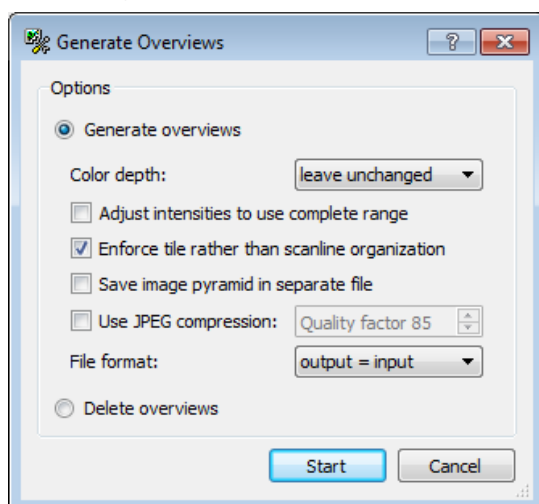 Generate Overviews
Options
Generate overviews
Color depth: leave unchanged
Adjust intensities to use complete range
Enforce tile rather than scanline organization
Save image pyramid in separate file
Use JPEG compression: Quality factor 85
File format: output = input
Delete overviews
Start Cancel